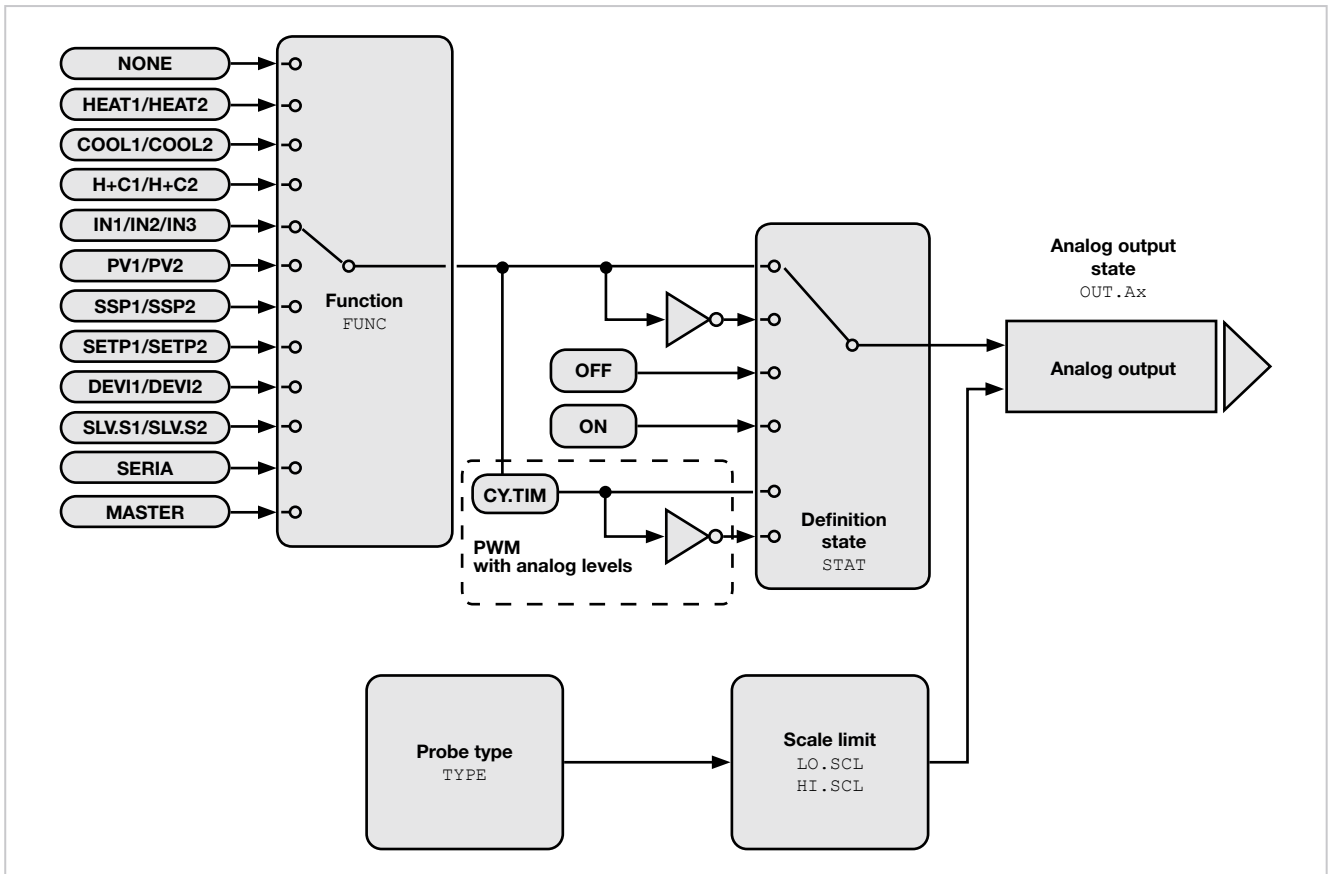 NONE
HEAT1/HEAT2
COOL1/COOL2
H+C1/H+C2
IN1/IN2/IN3
PV1/PV2
SSP1/SSP2
SETP1/SETP2
DEVI1/DEVI2
SLV.S1/SLV.S2
SERIA
MASTER
Function
FUNC
OFF
ON
CY.TIM
PWM
with analog levels
Definition
state
STAT
Analog output
state
OUT.Ax
Analog output
Probe type
TYPE
Scale limit
LO.SCL
HI.SCL